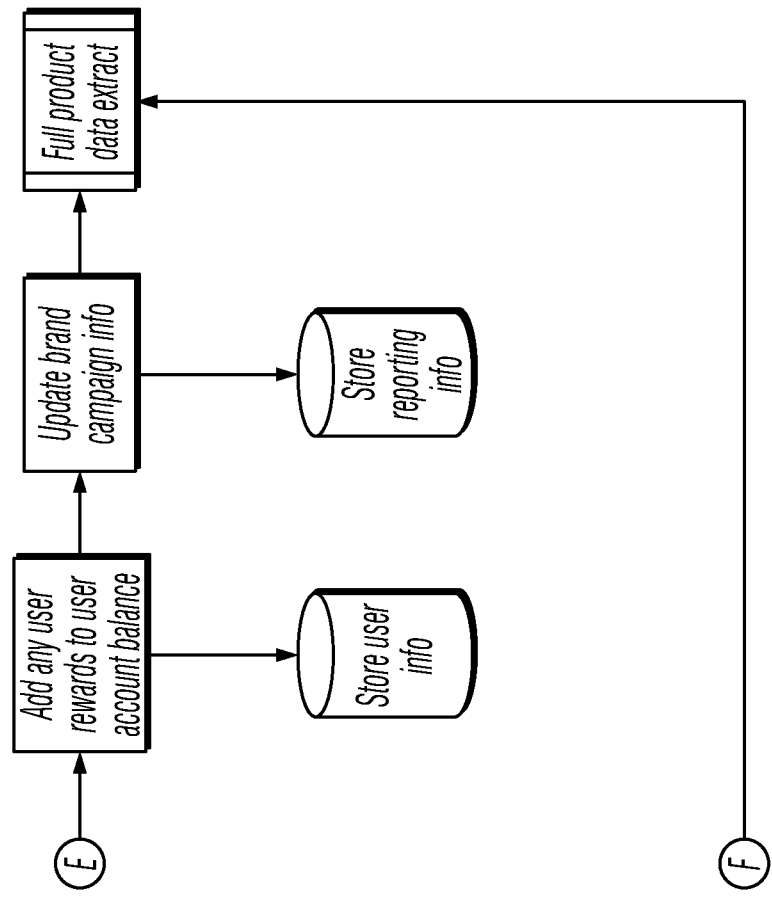 E
Add any user
rewards to user
account balance
Update brand
campaign info
Full product
data extract
Store user
info
Store
reporting
info
F